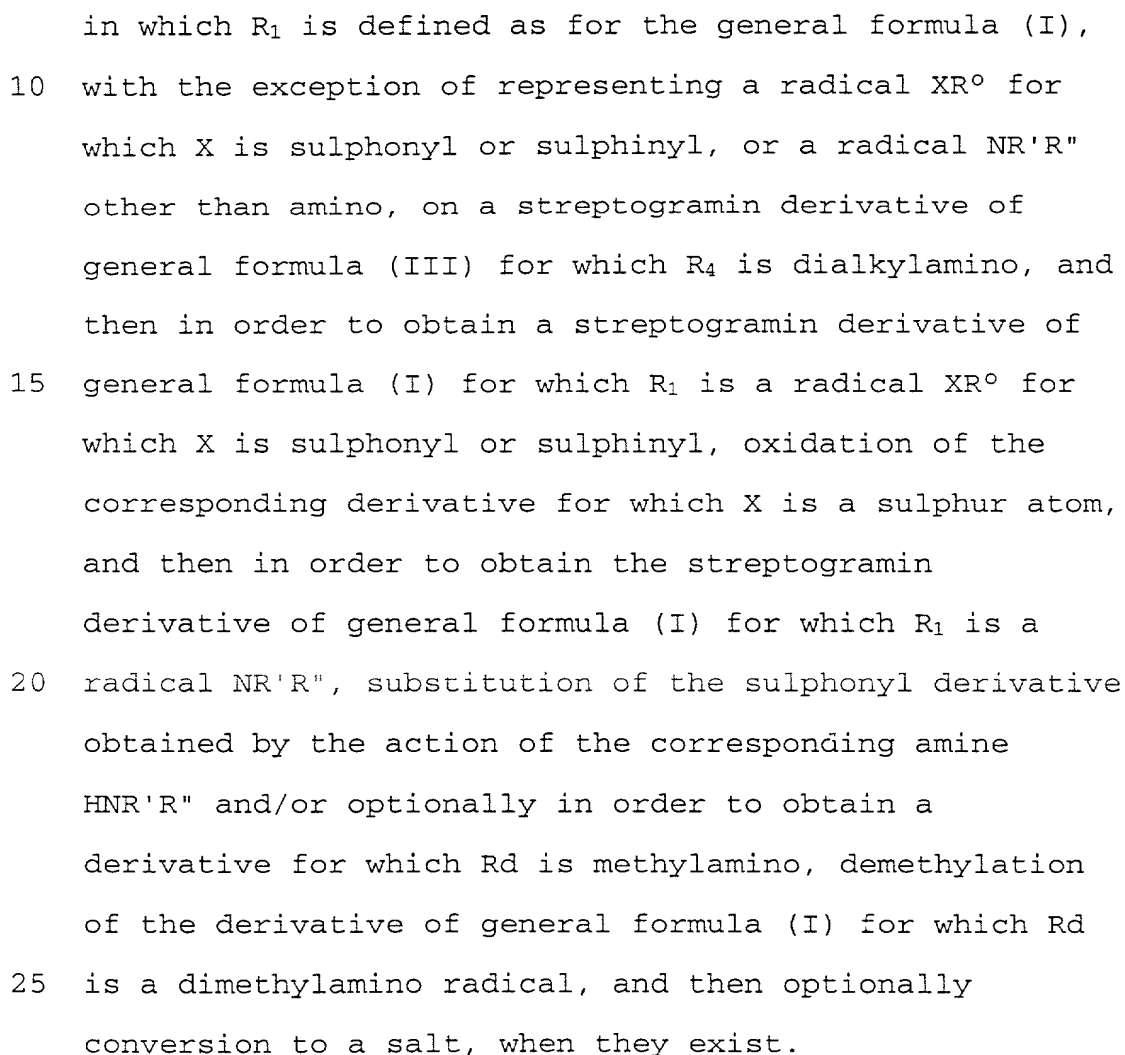 in which R₁ is defined as for the general formula (I),
10 with the exception of representing a radical XR° for
which X is sulphonyl or sulphinyl, or a radical NR'R"
other than amino, on a streptogramin derivative of
general formula (III) for which R₄ is dialkylamino, and
then in order to obtain a streptogramin derivative of
15 general formula (I) for which R₁ is a radical XR° for
which X is sulphonyl or sulphinyl, oxidation of the
corresponding derivative for which X is a sulphur atom,
and then in order to obtain the streptogramin
derivative of general formula (I) for which R₁ is a
20 radical NR'R", substitution of the sulphonyl derivative
obtained by the action of the corresponding amine
HNR'R" and/or optionally in order to obtain a
derivative for which Rd is methylamino, demethylation
of the derivative of general formula (I) for which Rd
25 is a dimethylamino radical, and then optionally
conversion to a salt, when they exist.